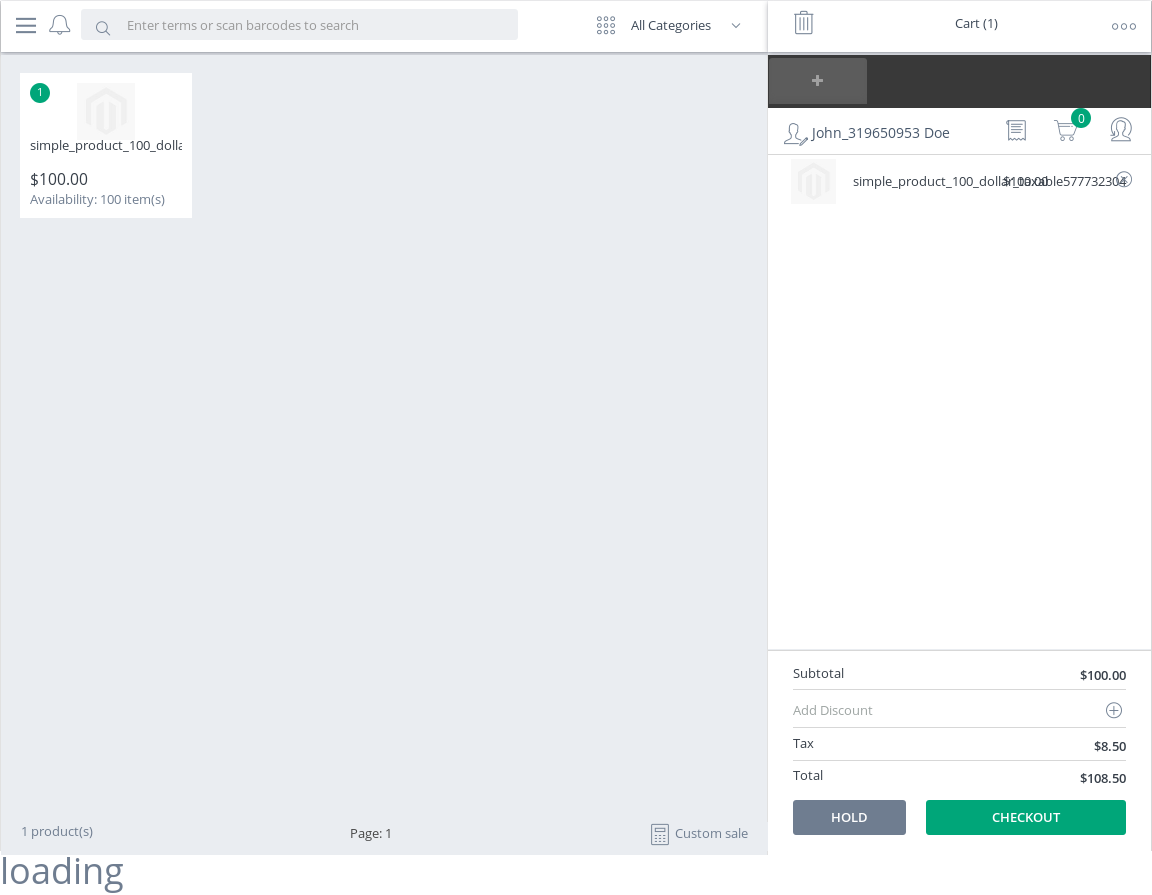 Enter terms or scan barcodes to search
All Categories
Cart (1)
1
simple_product_100_dolla
$100.00
Availability: 100 item(s)
John_319650953 Doe
0
simple_product_100_dollar_taxable577732304
$100.00
Subtotal $100.00
Add Discount
Tax $8.50
Total $108.50
HOLD
CHECKOUT
1 product(s)
Page: 1
Custom sale
loading